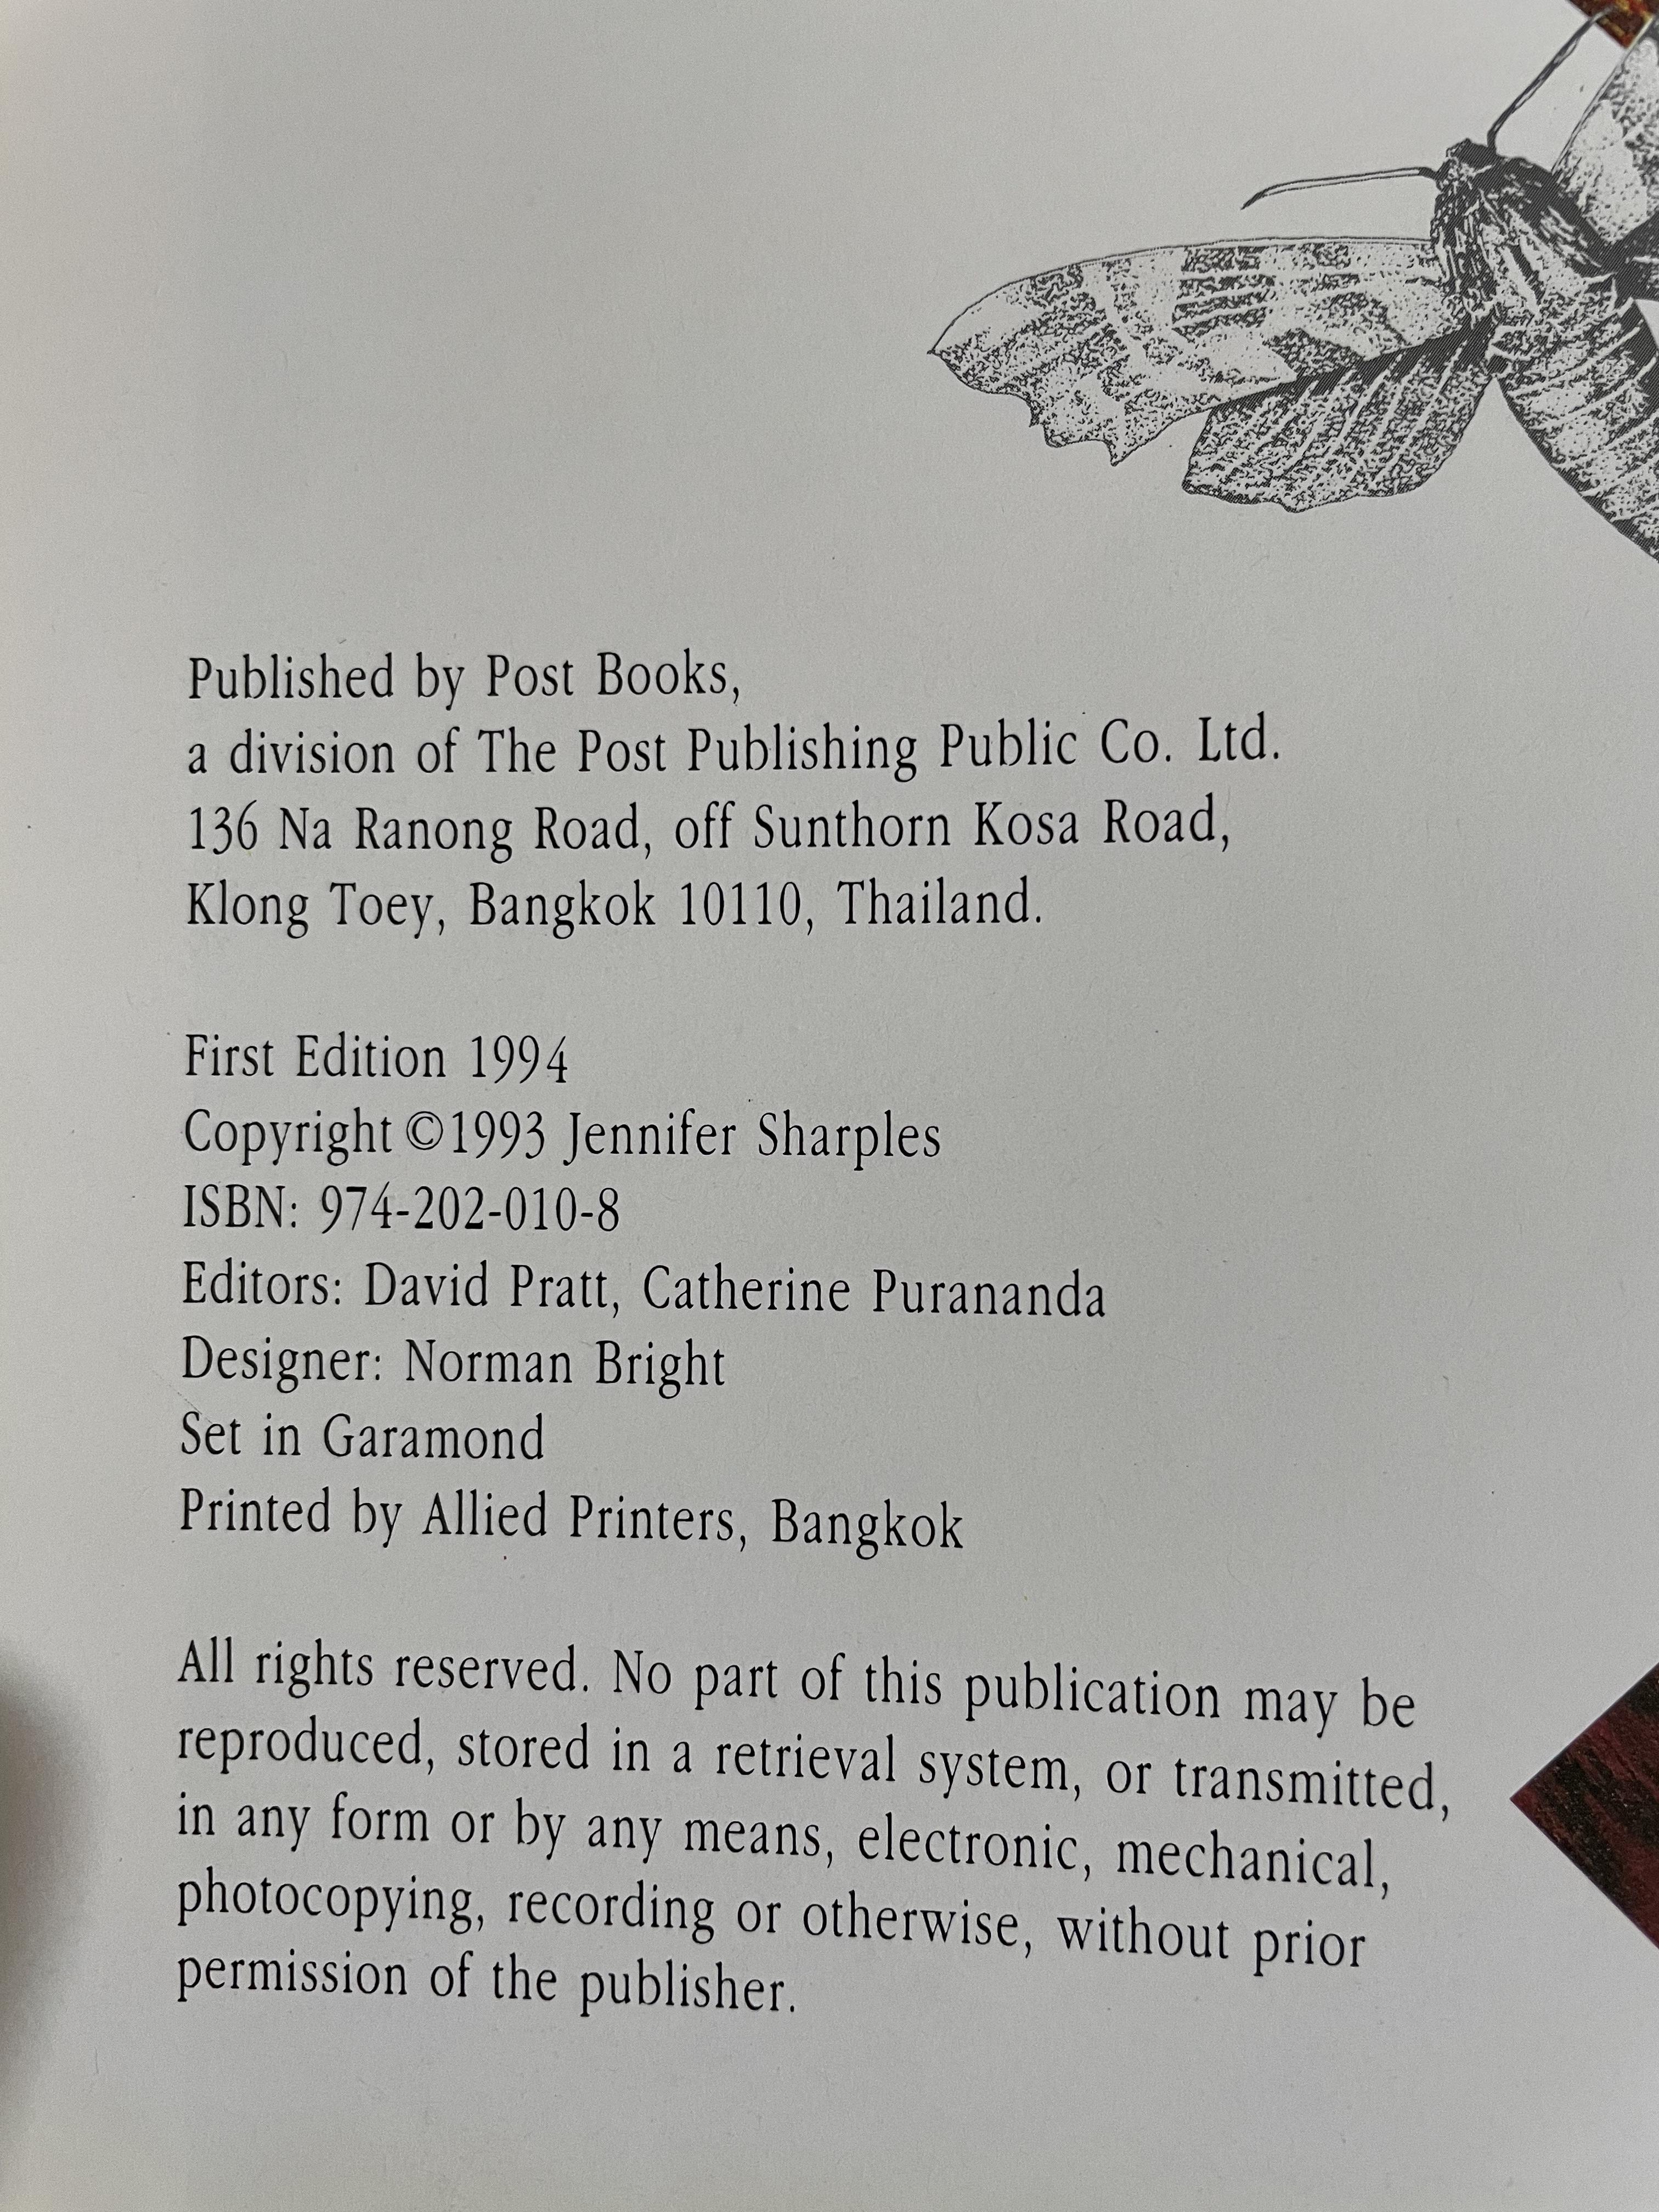 Published by Post Books,
a division of The Post Publishing Public Co. Ltd.
136 Na Ranong Road, off Sunthorn Kosa Road,
Klong Toey, Bangkok 10110, Thailand.
First Edition 1994
Copyright ©1993 Jennifer Sharples
ISBN: 974-202-010-8
Editors: David Pratt, Catherine Purananda
Designer: Norman Bright
Set in Garamond
Printed by Allied Printers, Bangkok
All rights reserved. No part of this publication may be
reproduced, stored in a retrieval system, or transmitted,
in any form or by any means, electronic, mechanical,
photocopying, recording or otherwise, without prior
permission of the publisher.